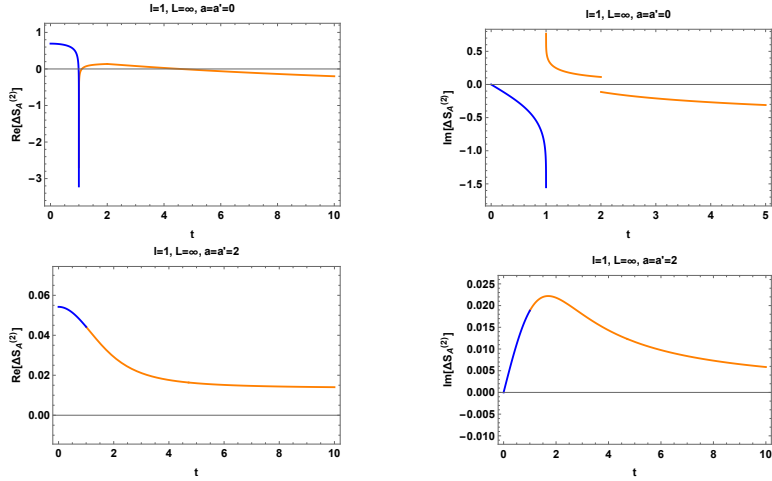 l=1, L=∞, a=a'=0
Re[ΔS_A^(2)]
1
0
−1
−2
−3
0 2 4 6 8 10
t
l=1, L=∞, a=a'=0
Im[ΔS_A^(2)]
0.5
0.0
−0.5
−1.0
−1.5
0 1 2 3 4 5
t
l=1, L=∞, a=a'=2
Re[ΔS_A^(2)]
0.06
0.04
0.02
0.00
0 2 4 6 8 10
t
l=1, L=∞, a=a'=2
Im[ΔS_A^(2)]
0.025
0.020
0.015
0.010
0.005
0.000
−0.005
−0.010
0 2 4 6 8 10
t